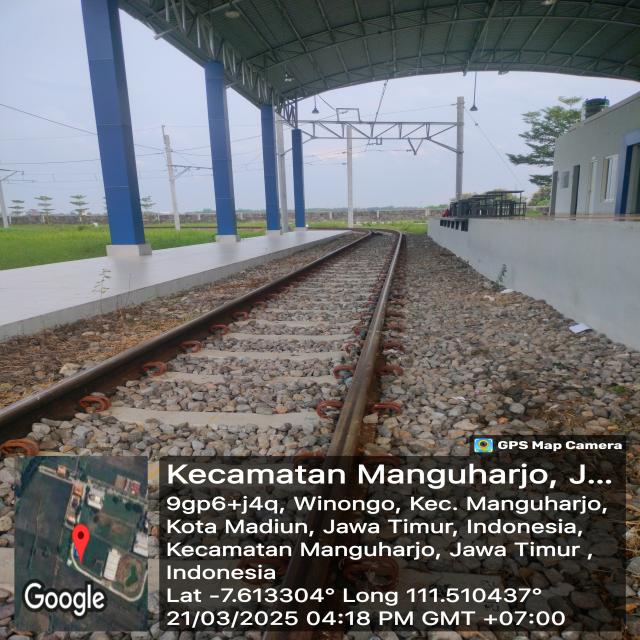 GPS Map Camera
Kecamatan Manguharjo, J...
9gp6+j4q, Winongo, Kec. Manguharjo,
Kota Madiun, Jawa Timur, Indonesia,
Kecamatan Manguharjo, Jawa Timur ,
Indonesia
Lat -7.613304° Long 111.510437°
21/03/2025 04:18 PM GMT +07:00
Google